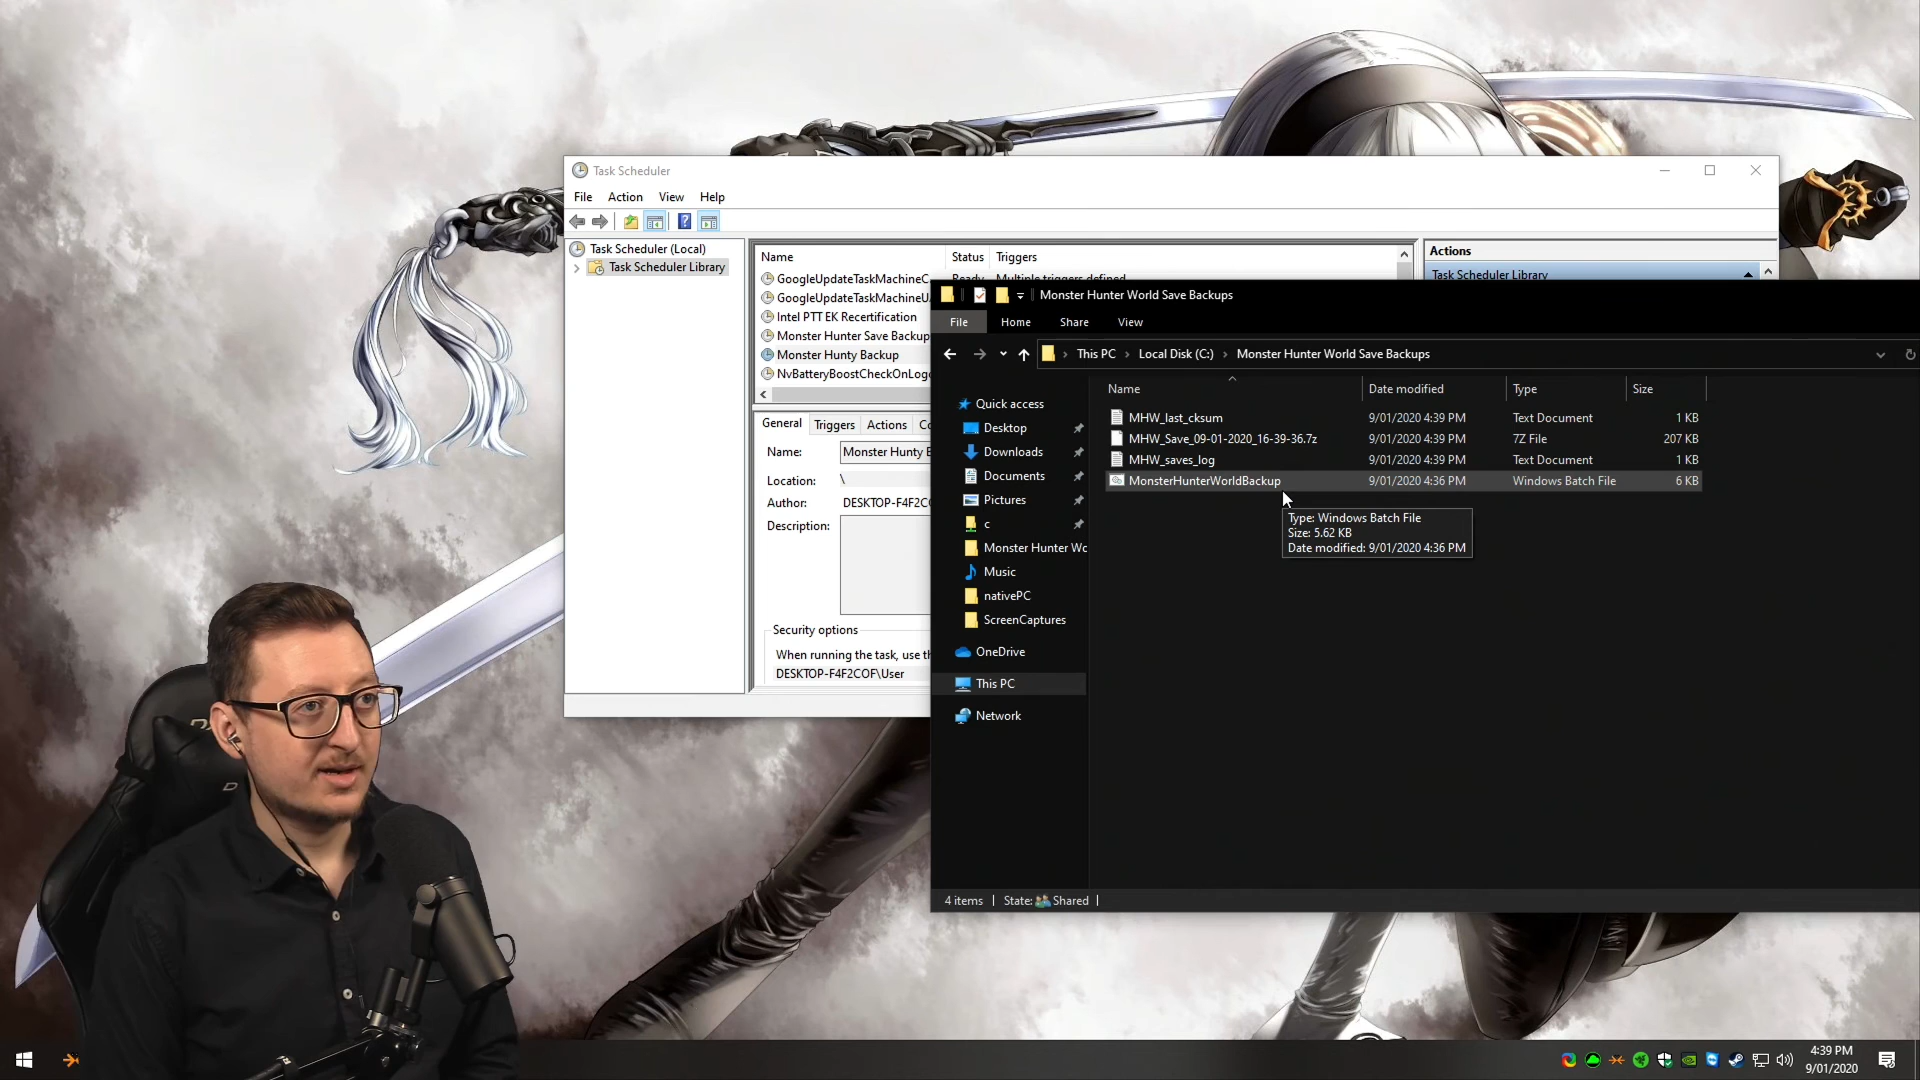 Task Scheduler
File Action View Help
Task Scheduler (Local)
Task Scheduler Library
Name Status Triggers
GoogleUpdateTaskMachineC Ready Multiple triggers defined
GoogleUpdateTaskMachineU
Intel PTT EK Recertification
Monster Hunter Save Backup
Monster Hunty Backup
NvBatteryBoostCheckOnLog
General Triggers Actions Co
Name: Monster Hunty B
Location: \
Author: DESKTOP-F4F2C
Description:
Security options
When running the task, use th
DESKTOP-F4F2COF\User
Actions
Task Scheduler Library
Monster Hunter World Save Backups
File Home Share View
This PC Local Disk (C:) Monster Hunter World Save Backups
Quick access
Desktop
Downloads
Documents
Pictures
c
Monster Hunter Wo
Music
nativePC
ScreenCaptures
OneDrive
This PC
Network
Name Date modified Type Size
MHW_last_cksum 9/01/2020 4:39 PM Text Document 1 KB
MHW_Save_09-01-2020_16-39-36.7z 9/01/2020 4:39 PM 7Z File 207 KB
MHW_saves_log 9/01/2020 4:39 PM Text Document 1 KB
MonsterHunterWorldBackup 9/01/2020 4:36 PM Windows Batch File 6 KB
Type: Windows Batch File
Size: 5.62 KB
Date modified: 9/01/2020 4:36 PM
4 items State: Shared
4:39 PM
9/01/2020